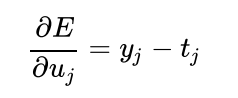 ∂E/∂u_j = y_j − t_j